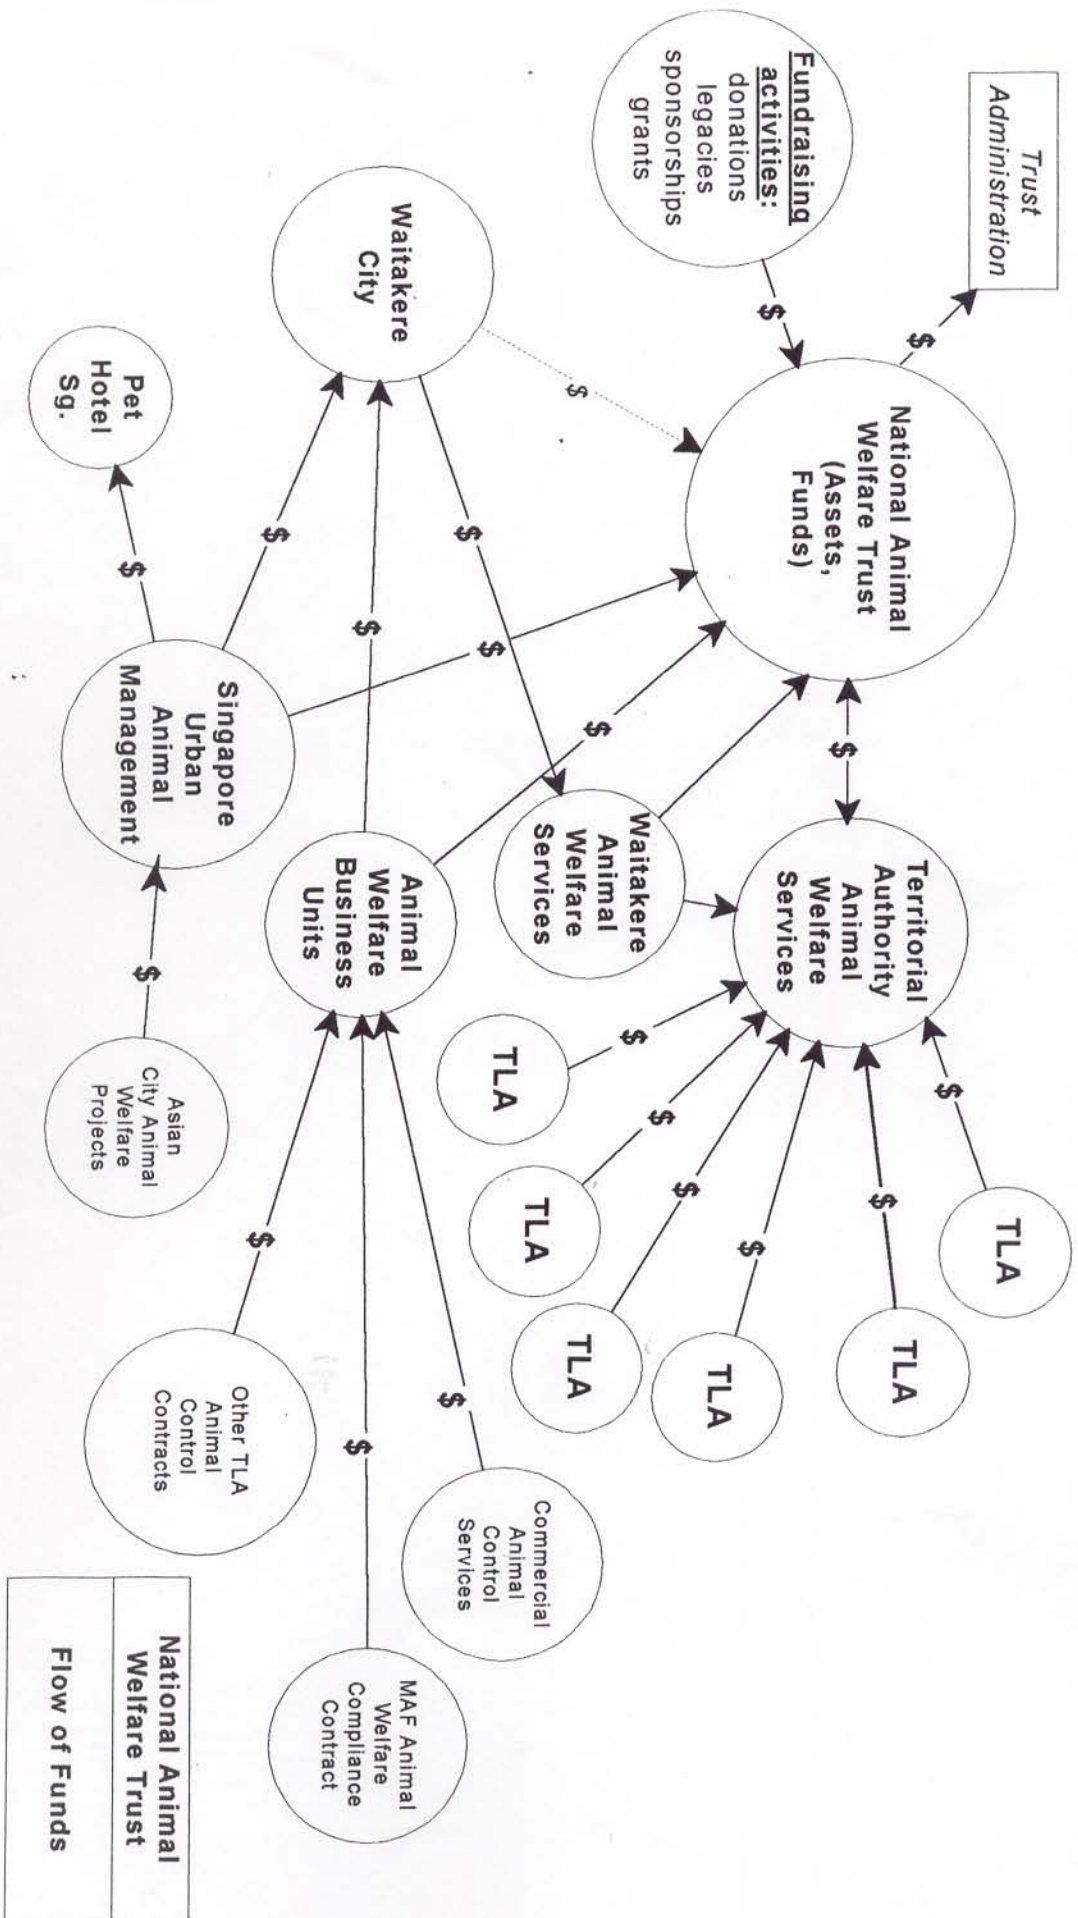 Trust
Administration
Fundraising
activities:
donations
legacies
sponsorships
grants
$
$
National Animal
Welfare Trust
(Assets,
Funds)
Waitakere
City
$
$
$
$
$
$
$
$
Pet
Hotel
Sg.
$
Singapore
Urban
Animal
Management
Waitakere
Animal
Welfare
Services
Territorial
Authority
Animal
Welfare
Services
Animal
Welfare
Business
Units
$
Asian
City Animal
Welfare
Projects
$
$
$
$
$
$
TLA
TLA
TLA
TLA
TLA
TLA
$
$
$
Other TLA
Animal
Control
Contracts
Commercial
Animal
Control
Services
MAF Animal
Welfare
Compliance
Contract
National Animal
Welfare Trust
Flow of Funds